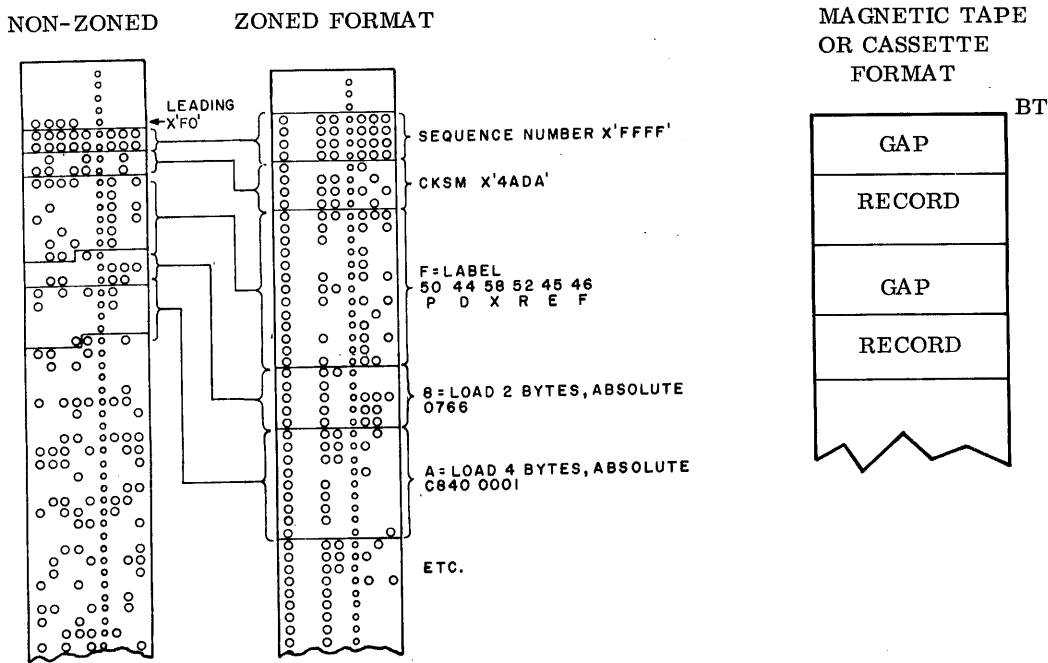 NON-ZONED
ZONED FORMAT
LEADING
X'FO'
SEQUENCE NUMBER X'FFFF'
CKSM X'4ADA'
F=LABEL
50 44 58 52 45 46
P D X R E F
8=LOAD 2 BYTES, ABSOLUTE
0766
A=LOAD 4 BYTES, ABSOLUTE
C840 0001
ETC.
MAGNETIC TAPE
OR CASSETTE
FORMAT
BT
GAP
RECORD
GAP
RECORD